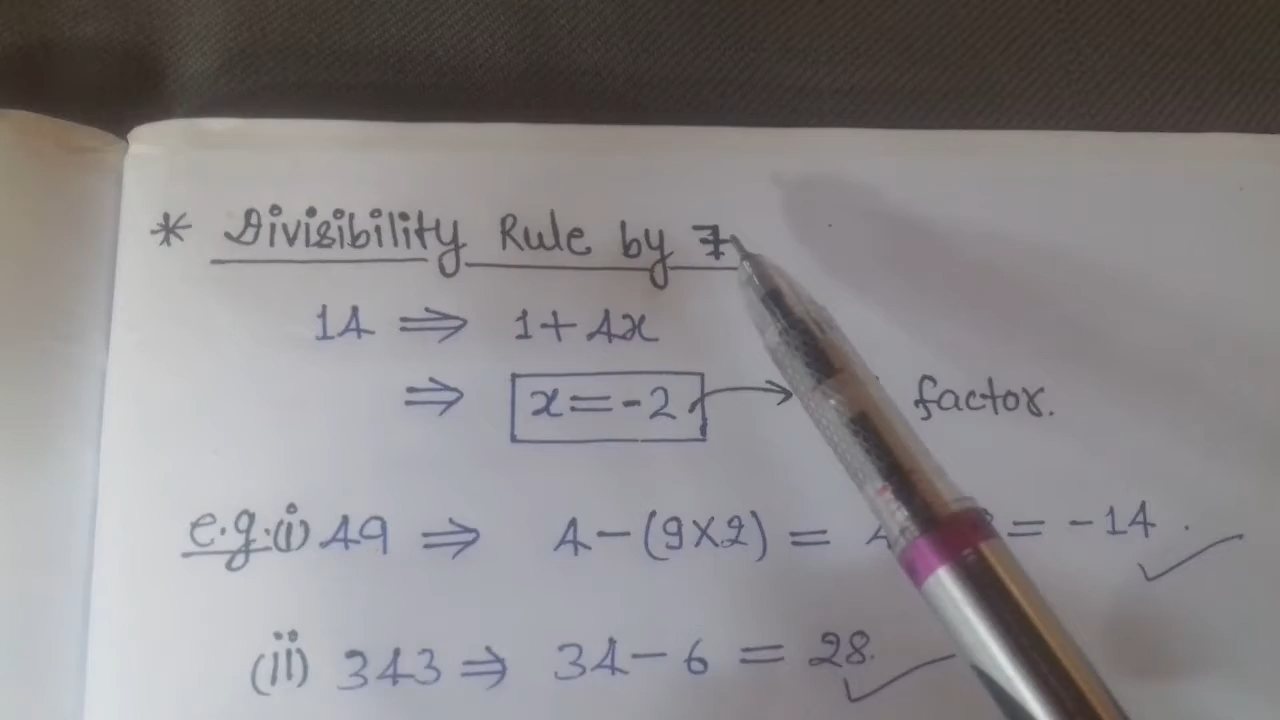 * Divisibility Rule by 7
14 ⇒ 1+4x
⇒ x=-2 → factor.
e.g.(i) 49 ⇒ 4-(9×2) = 4 = -14.
(ii) 343 ⇒ 34-6 = 28.